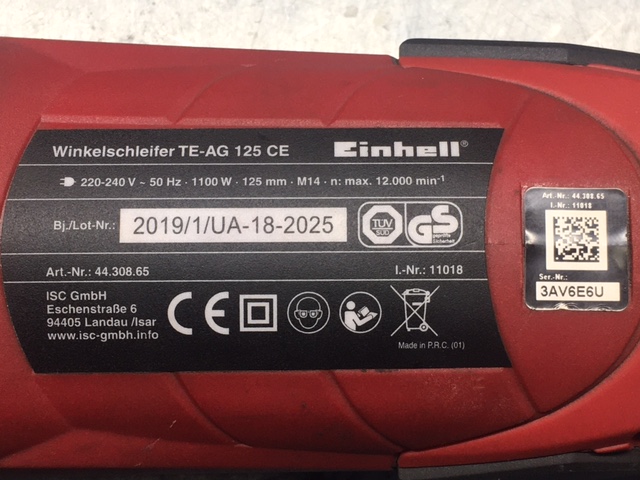 Winkelschleifer TE-AG 125 CE
Einhell®
220-240 V ~ 50 Hz · 1100 W · 125 mm · M14 · n: max. 12.000 min⁻¹
Bj./Lot-Nr.: 2019/1/UA-18-2025
TÜV
SÜD
GS
Art.-Nr.: 44.308.65
I.-Nr.: 11018
ISC GmbH
Eschenstraße 6
94405 Landau /Isar
www.isc-gmbh.info
CE
Made in P.R.C. (01)
Art.-Nr.: 44.308.65
I.-Nr.: 11018
Ser.-Nr.:
3AV6E6U